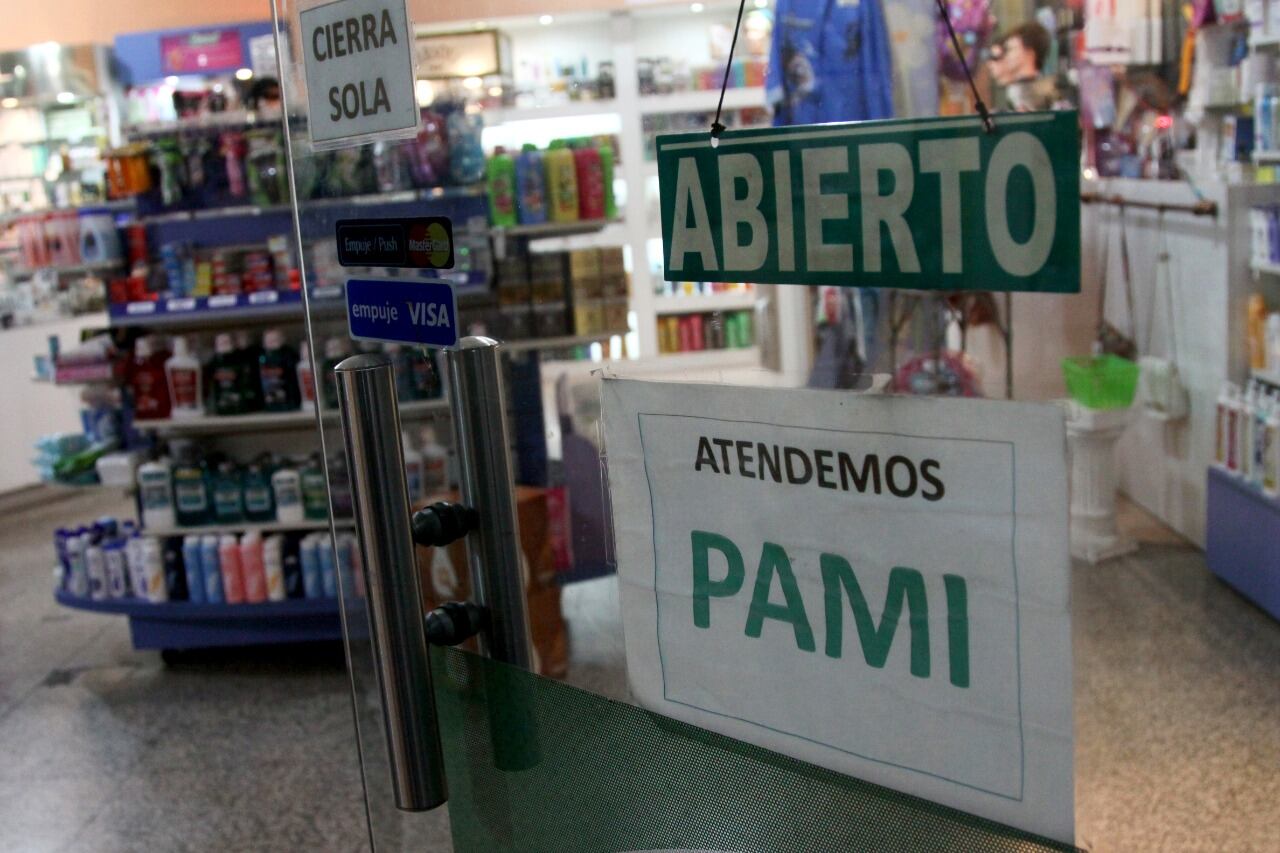 CIERRA
SOLA
ABIERTO
Empuje / Push
MasterCard
empuje VISA
ATENDEMOS
PAMI